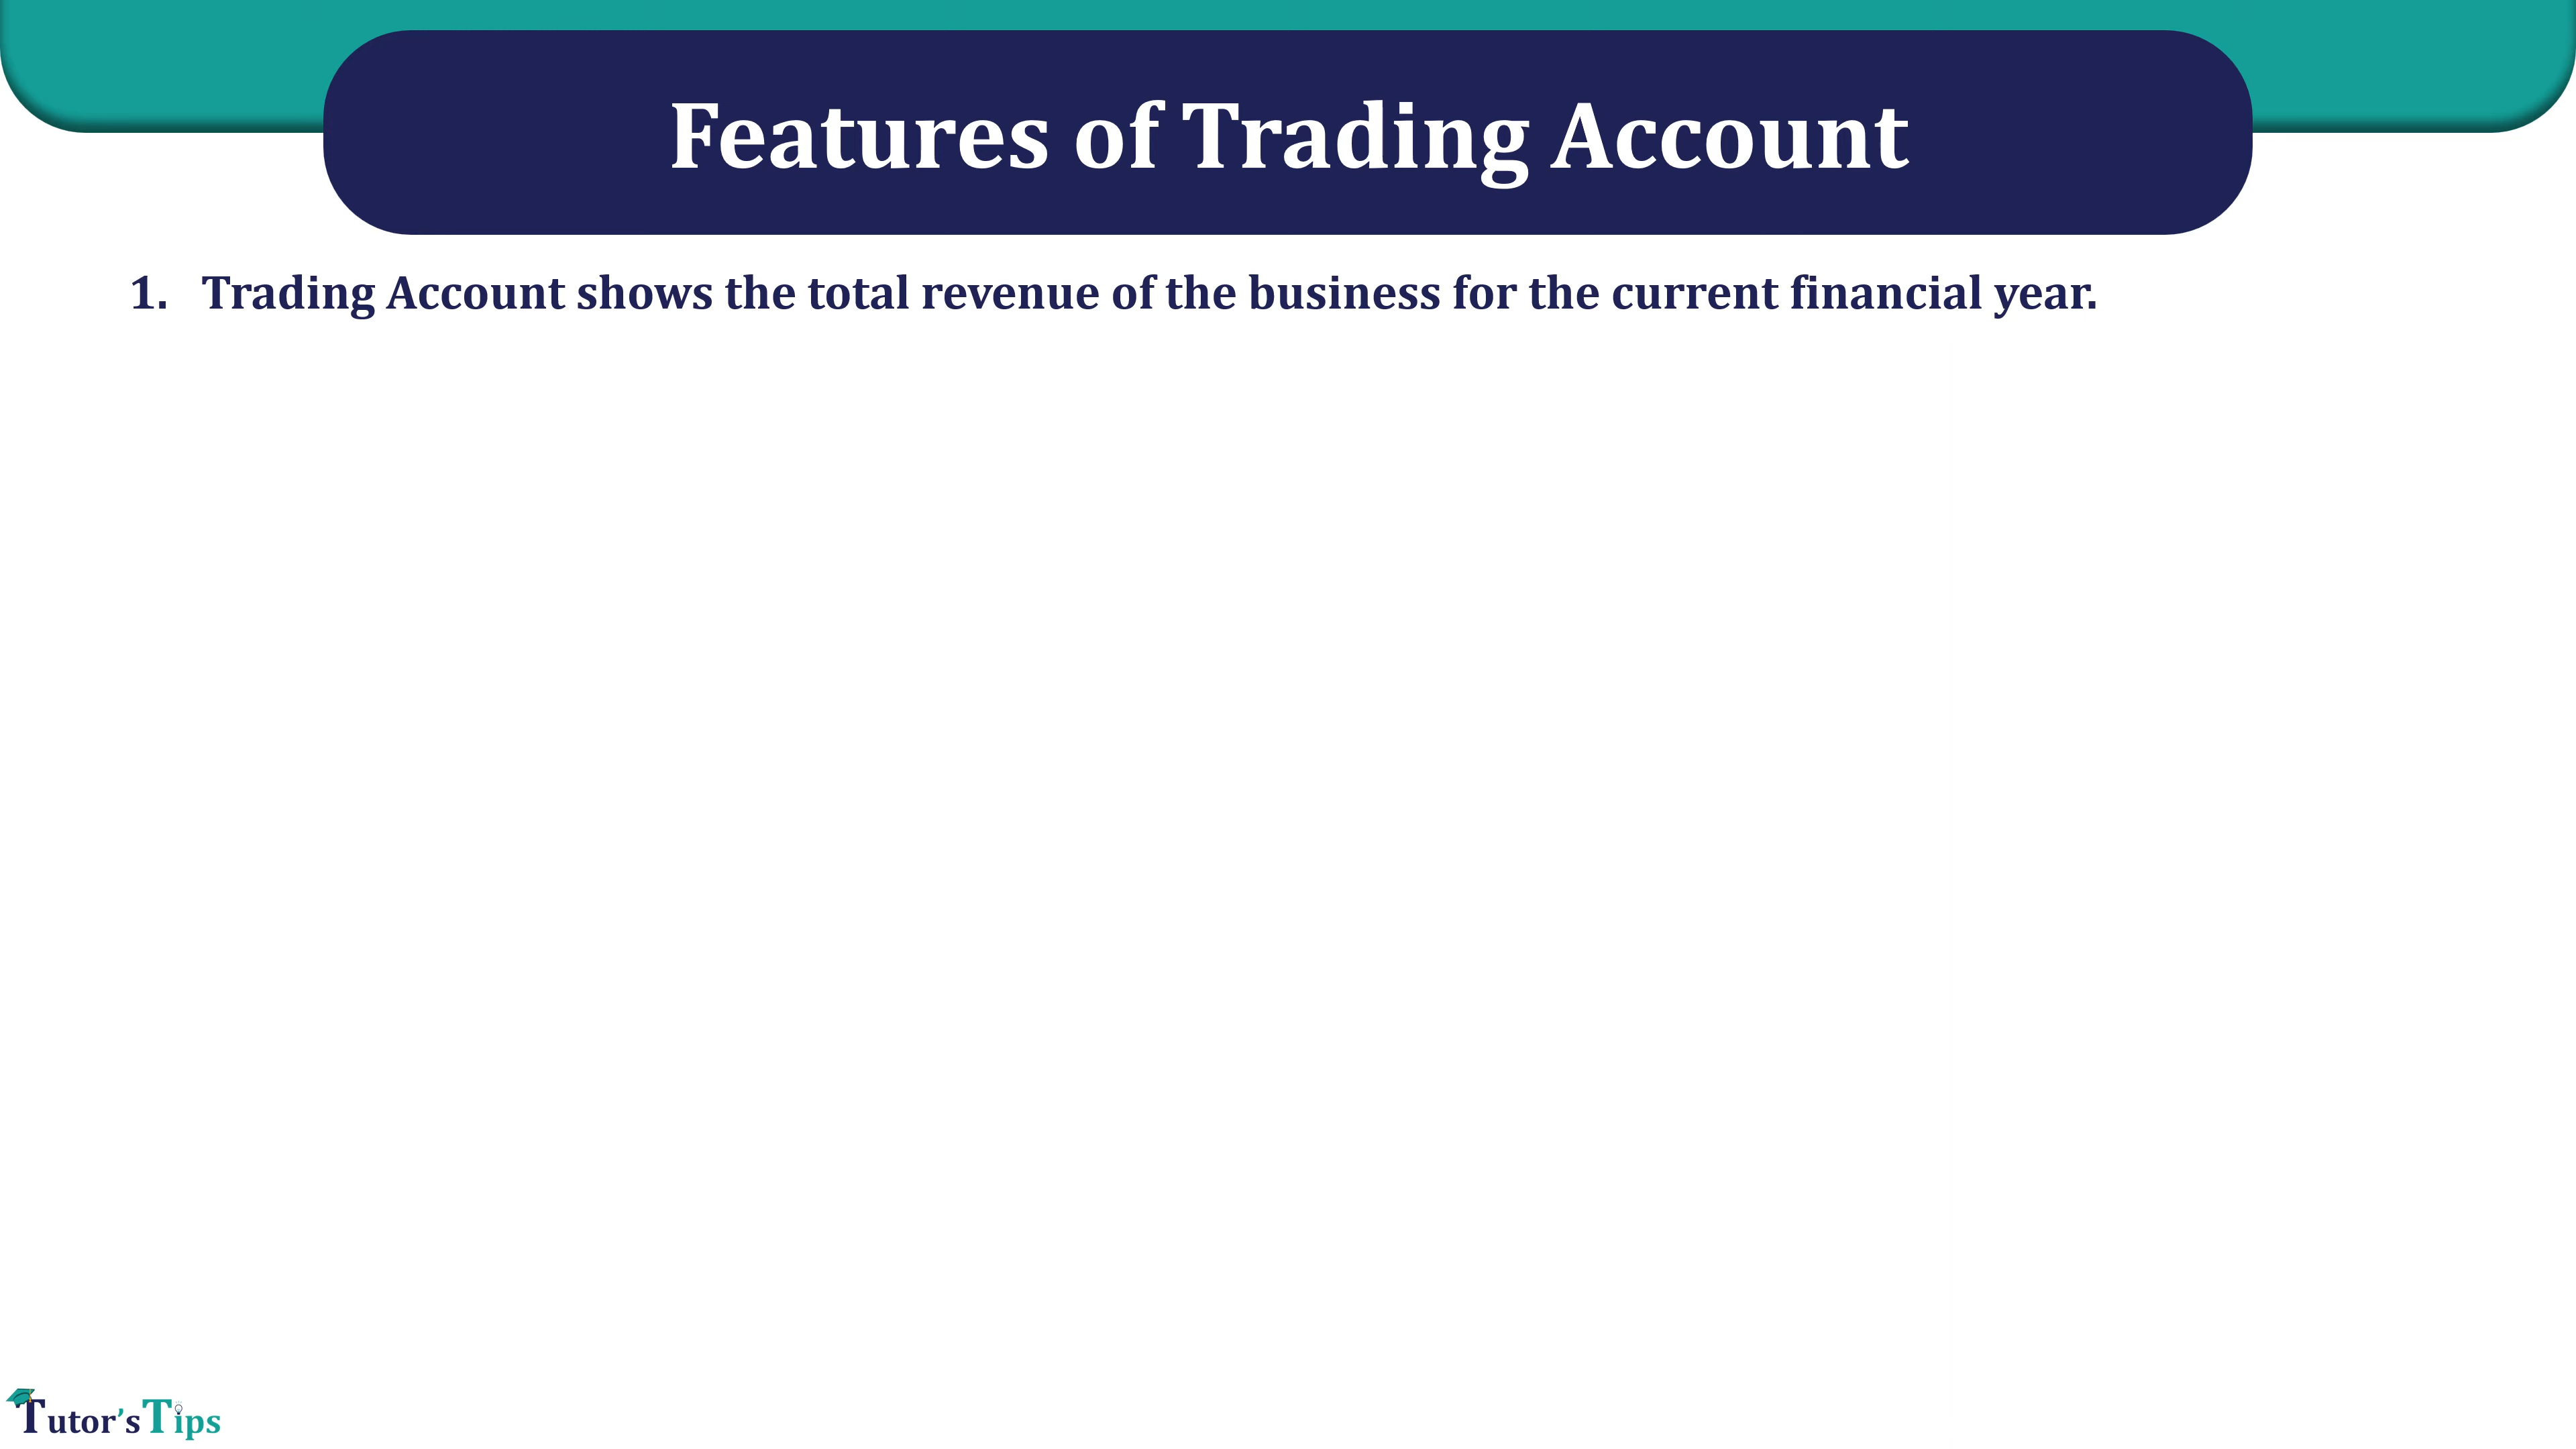 Features of Trading Account
1. Trading Account shows the total revenue of the business for the current financial year.
Tutor’sTips